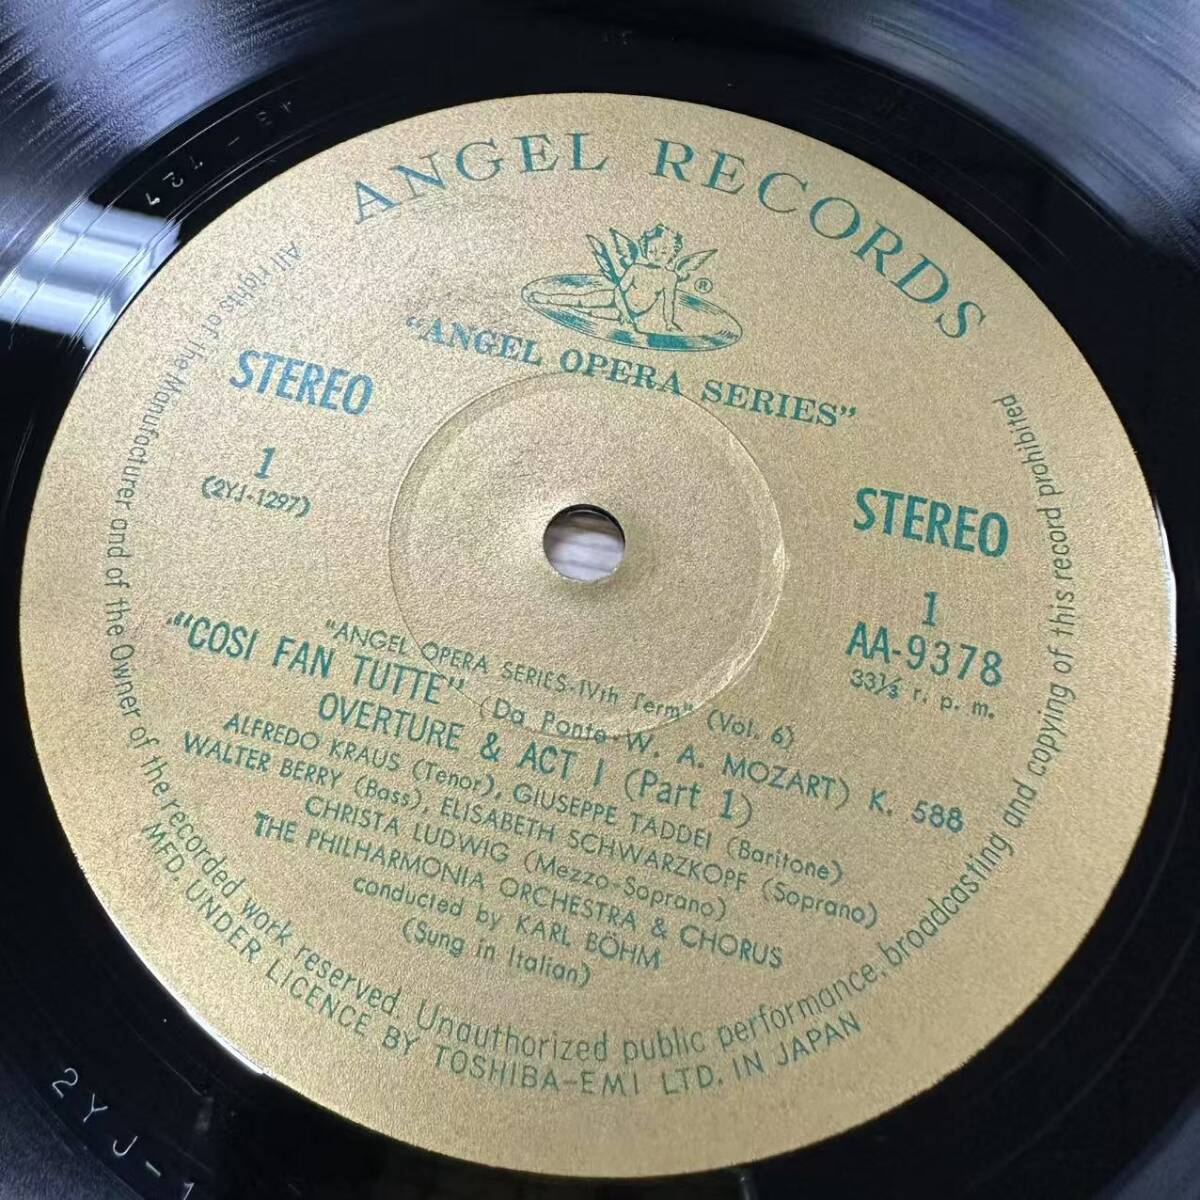 ANGEL RECORDS
®
"ANGEL OPERA SERIES"
STEREO
1
(2YJ-1297)
STEREO
1
AA-9378
33⅓ r. p. m.
"ANGEL OPERA SERIES-IVth Term" (Vol. 6)
"COSI FAN TUTTE" (Da Ponte-W. A. MOZART) K. 588
OVERTURE & ACT I (Part 1)
ALFREDO KRAUS (Tenor), GIUSEPPE TADDEI (Baritone)
WALTER BERRY (Bass), ELISABETH SCHWARZKOPF (Soprano)
CHRISTA LUDWIG (Mezzo-Soprano)
THE PHILHARMONIA ORCHESTRA & CHORUS
conducted by KARL BÖHM
(Sung in Italian)
All rights of the Manufacturer and of the Owner of the recorded work reserved. Unauthorized public performance, broadcasting and copying of this record prohibited
MFD. UNDER LICENCE BY TOSHIBA-EMI LTD. IN JAPAN
2YJ-1